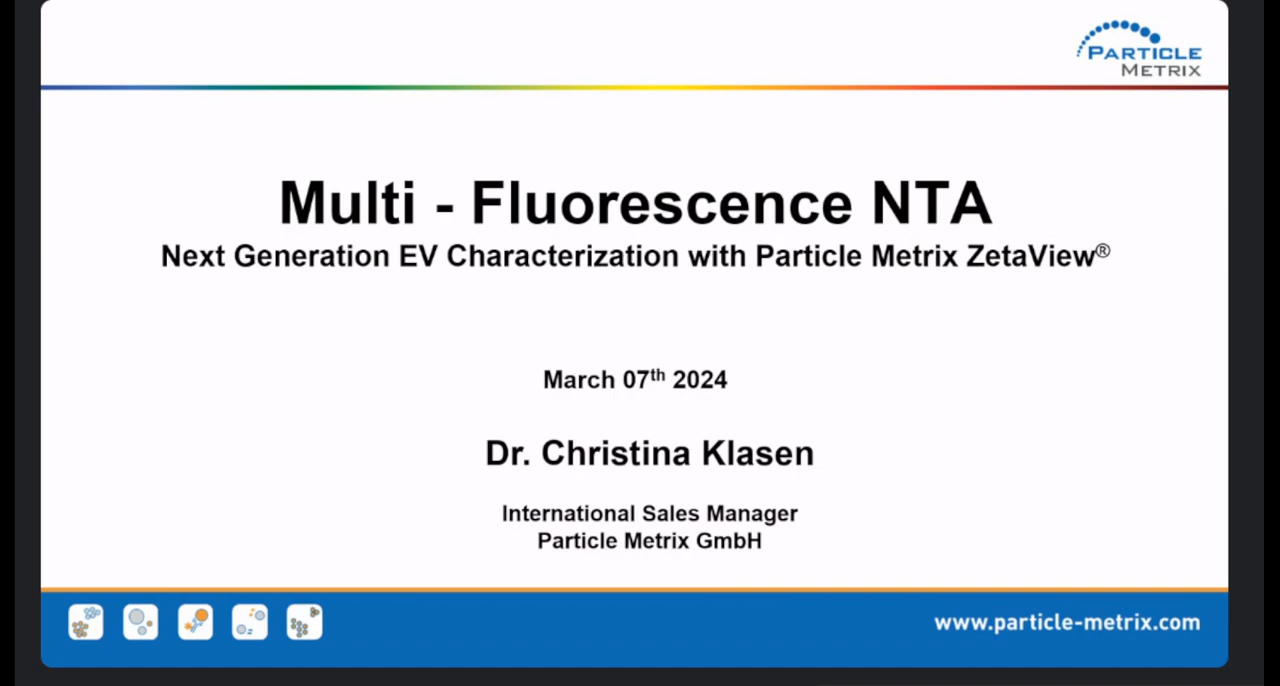 PARTICLE
METRIX
Multi - Fluorescence NTA
Next Generation EV Characterization with Particle Metrix ZetaView®
March 07th 2024
Dr. Christina Klasen
International Sales Manager
Particle Metrix GmbH
www.particle-metrix.com